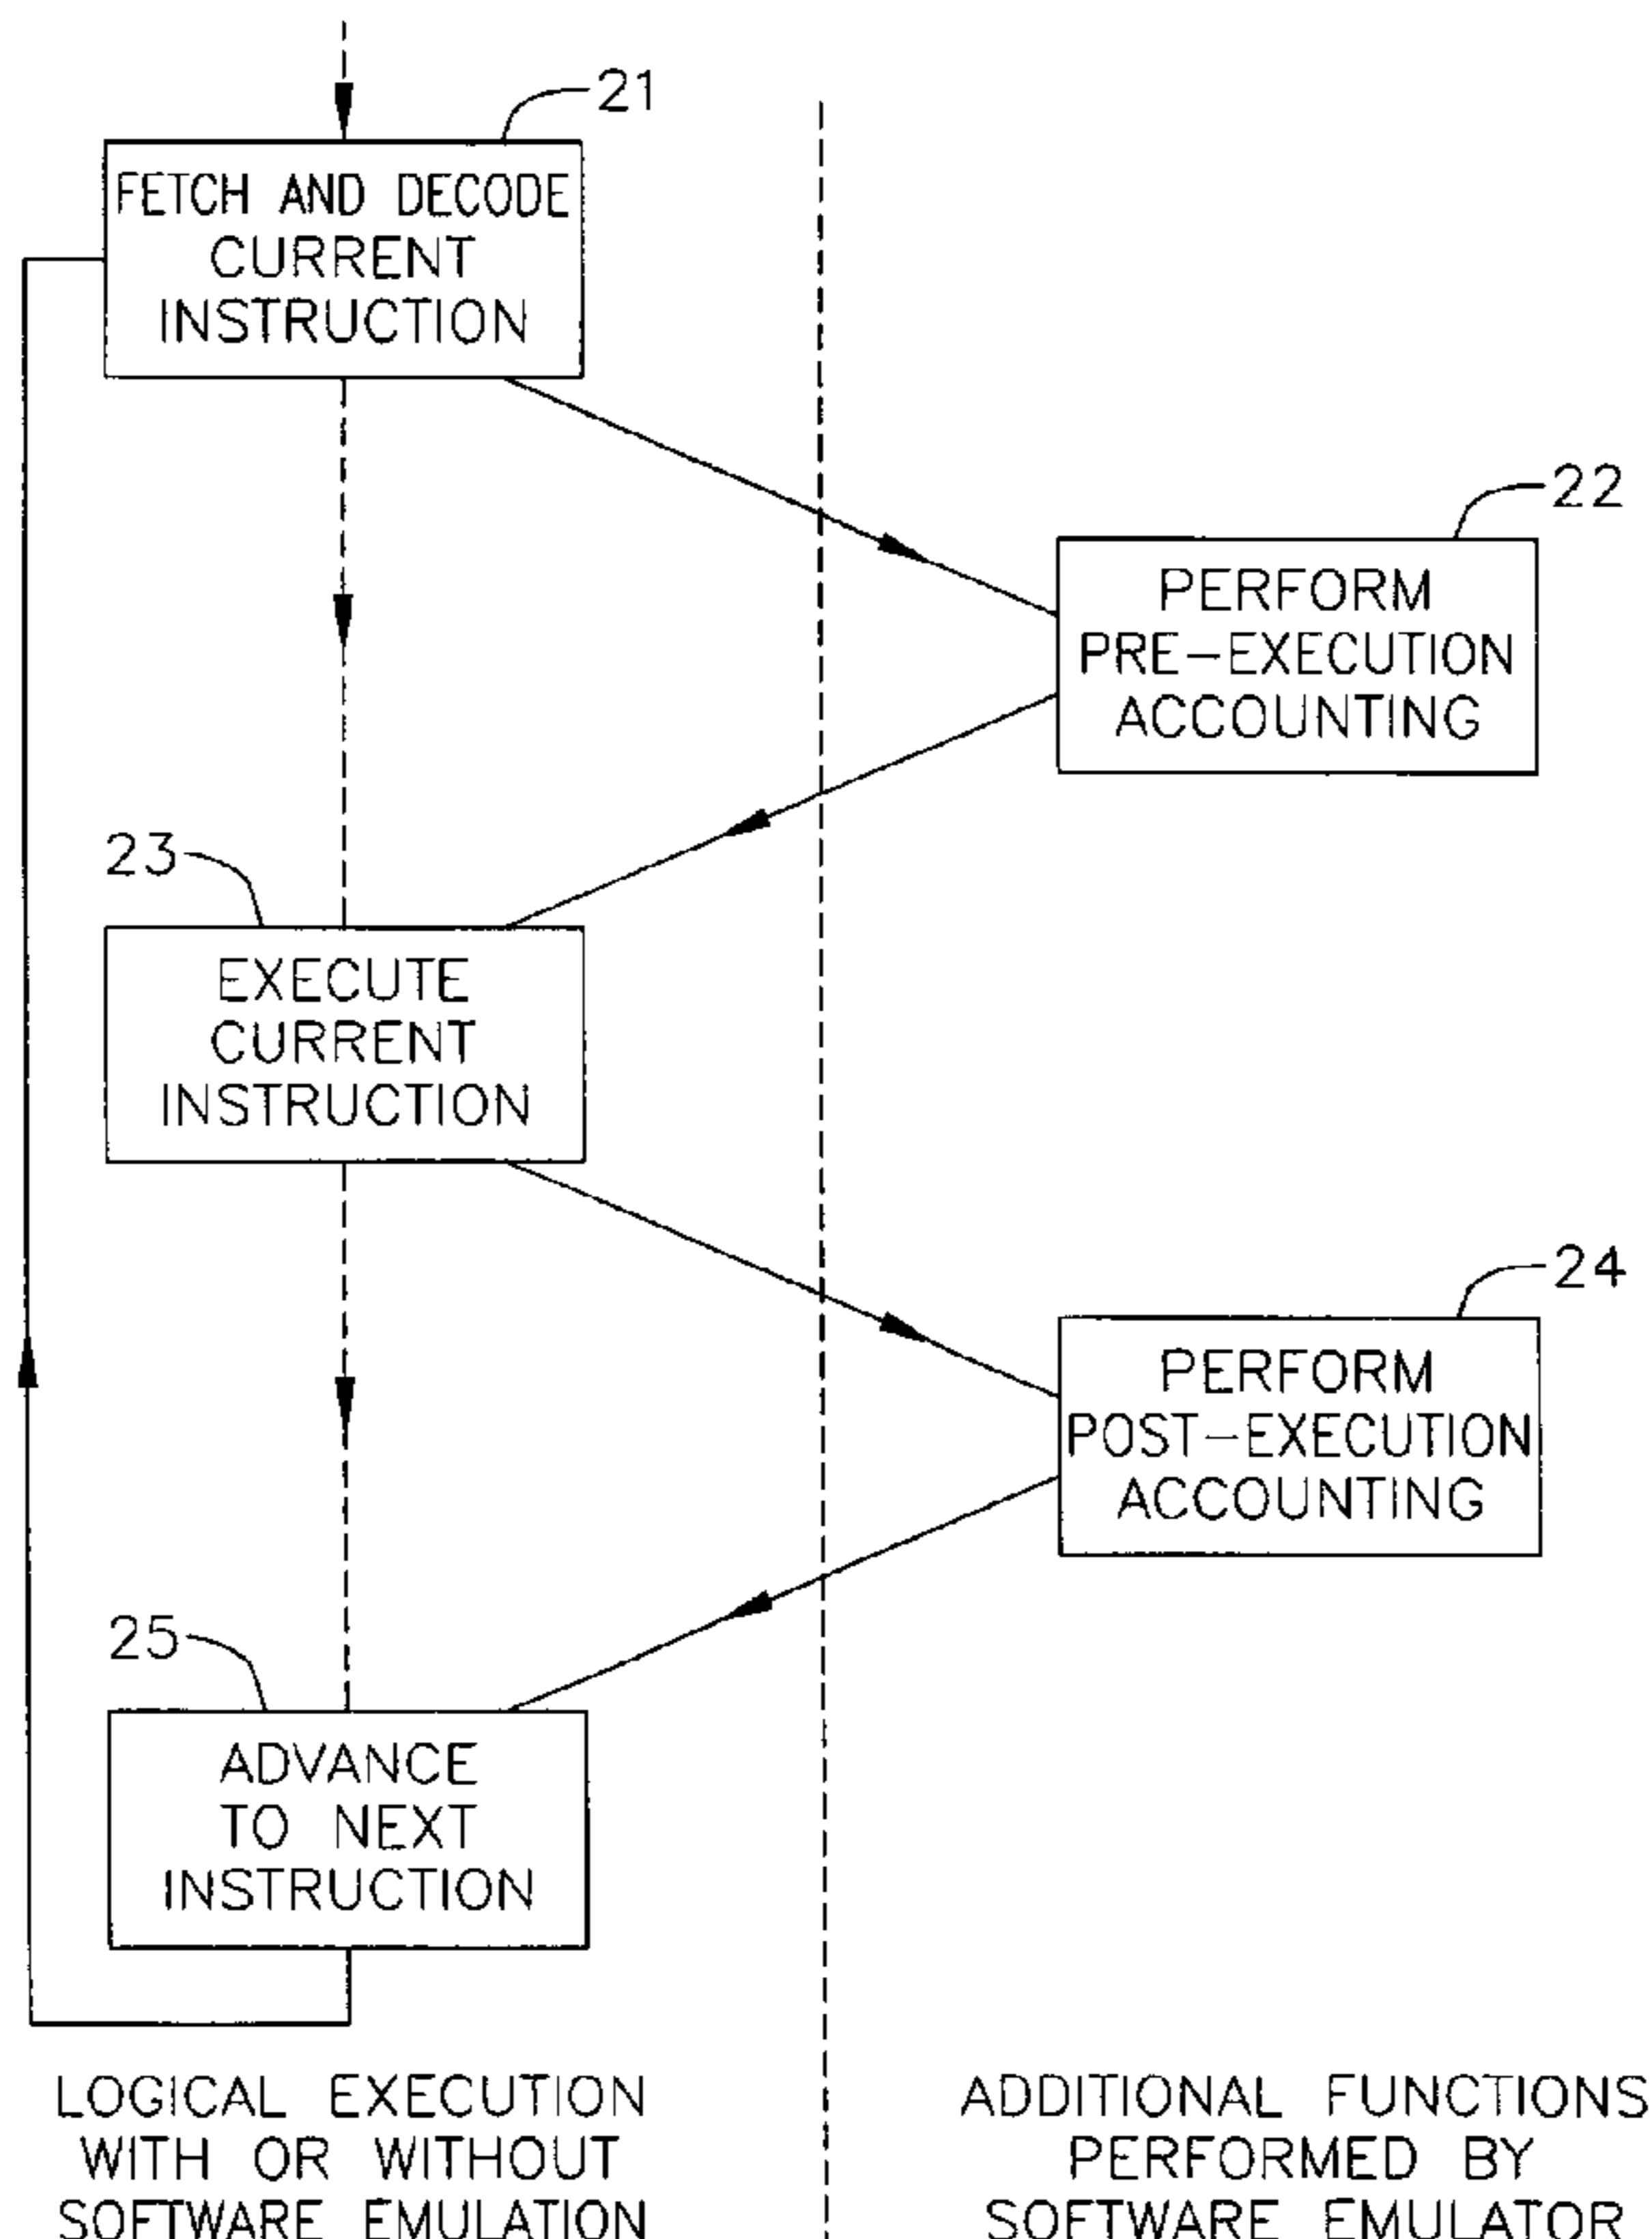 21
FETCH AND DECODE
CURRENT
INSTRUCTION
22
PERFORM
PRE-EXECUTION
ACCOUNTING
23
EXECUTE
CURRENT
INSTRUCTION
24
PERFORM
POST-EXECUTION
ACCOUNTING
25
ADVANCE
TO NEXT
INSTRUCTION
LOGICAL EXECUTION
WITH OR WITHOUT
SOFTWARE EMULATION
ADDITIONAL FUNCTIONS
PERFORMED BY
SOFTWARE EMULATOR